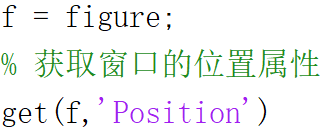 f = figure;
% 获取窗口的位置属性
get(f,'Position')